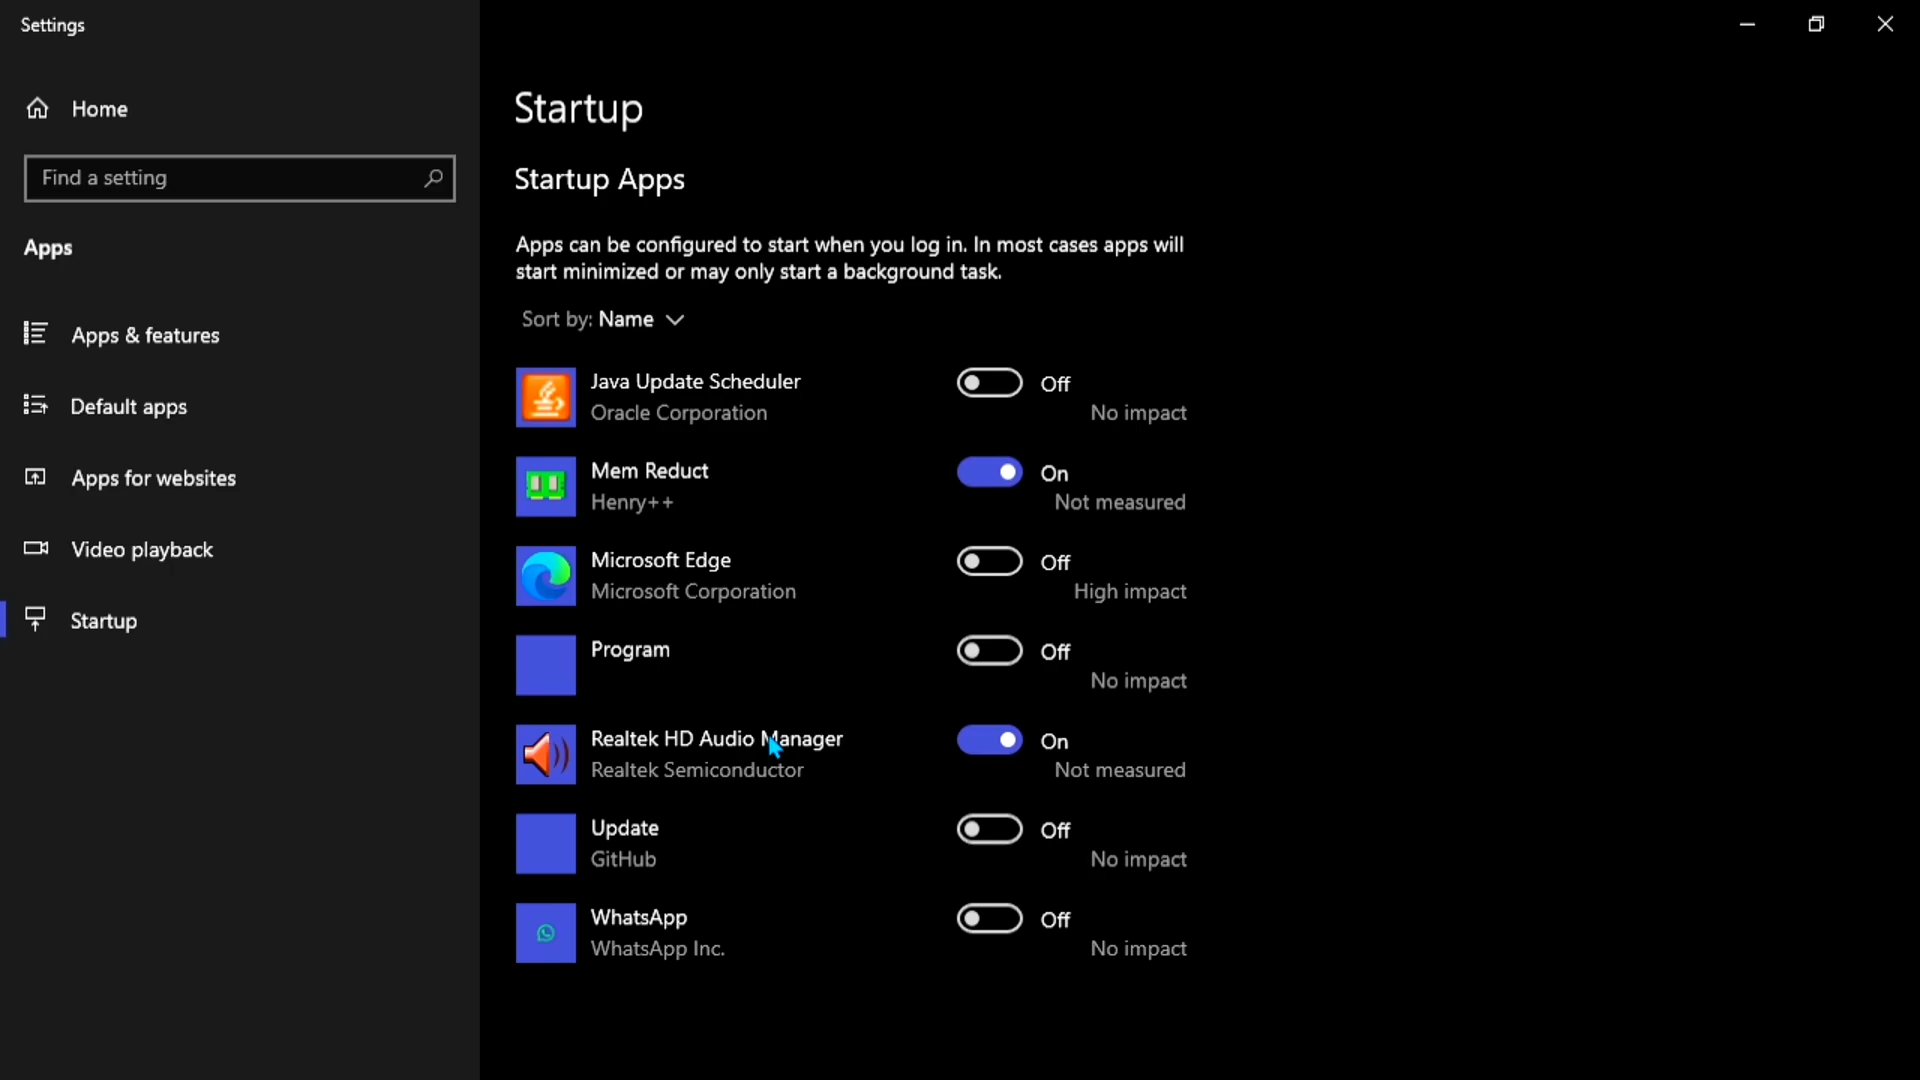 Settings
Home
Find a setting
Apps
Apps & features
Default apps
Apps for websites
Video playback
Startup
Startup
Startup Apps
Apps can be configured to start when you log in. In most cases apps will
start minimized or may only start a background task.
Sort by: Name
Java Update Scheduler
Off
Oracle Corporation
No impact
Mem Reduct
On
Henry++
Not measured
Microsoft Edge
Off
Microsoft Corporation
High impact
Program
Off
No impact
Realtek HD Audio Manager
On
Realtek Semiconductor
Not measured
Update
Off
GitHub
No impact
WhatsApp
Off
WhatsApp Inc.
No impact